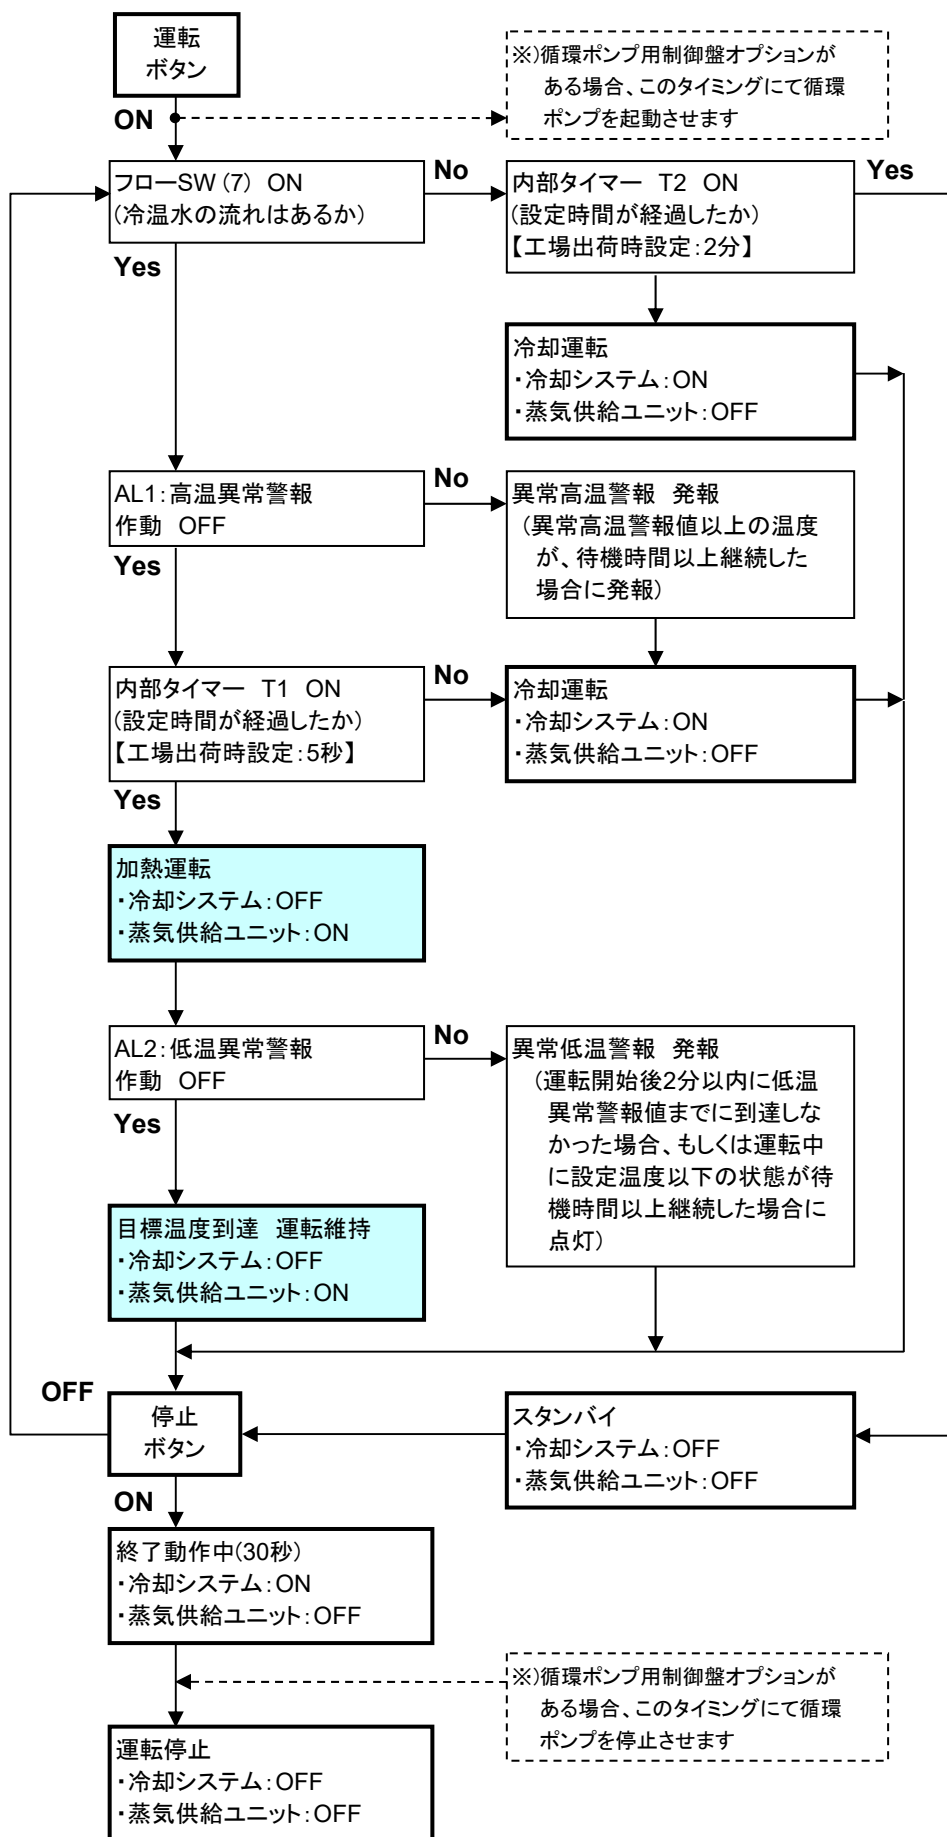 運転
ボタン
※)循環ポンプ用制御盤オプションが
ある場合、このタイミングにて循環
ポンプを起動させます
ON
フローSW (7) ON
(冷温水の流れはあるか)
No
内部タイマー T2 ON
(設定時間が経過したか)
【工場出荷時設定:2分】
Yes
Yes
冷却運転
・冷却システム:ON
・蒸気供給ユニット:OFF
AL1:高温異常警報
作動 OFF
No
異常高温警報 発報
(異常高温警報値以上の温度
が、待機時間以上継続した
場合に発報)
Yes
内部タイマー T1 ON
(設定時間が経過したか)
【工場出荷時設定:5秒】
No
冷却運転
・冷却システム:ON
・蒸気供給ユニット:OFF
Yes
加熱運転
・冷却システム:OFF
・蒸気供給ユニット:ON
AL2:低温異常警報
作動 OFF
No
異常低温警報 発報
(運転開始後2分以内に低温
異常警報値までに到達しな
かった場合、もしくは運転中
に設定温度以下の状態が待
機時間以上継続した場合に
点灯)
Yes
目標温度到達 運転維持
・冷却システム:OFF
・蒸気供給ユニット:ON
OFF
停止
ボタン
スタンバイ
・冷却システム:OFF
・蒸気供給ユニット:OFF
ON
終了動作中(30秒)
・冷却システム:ON
・蒸気供給ユニット:OFF
※)循環ポンプ用制御盤オプションが
ある場合、このタイミングにて循環
ポンプを停止させます
運転停止
・冷却システム:OFF
・蒸気供給ユニット:OFF